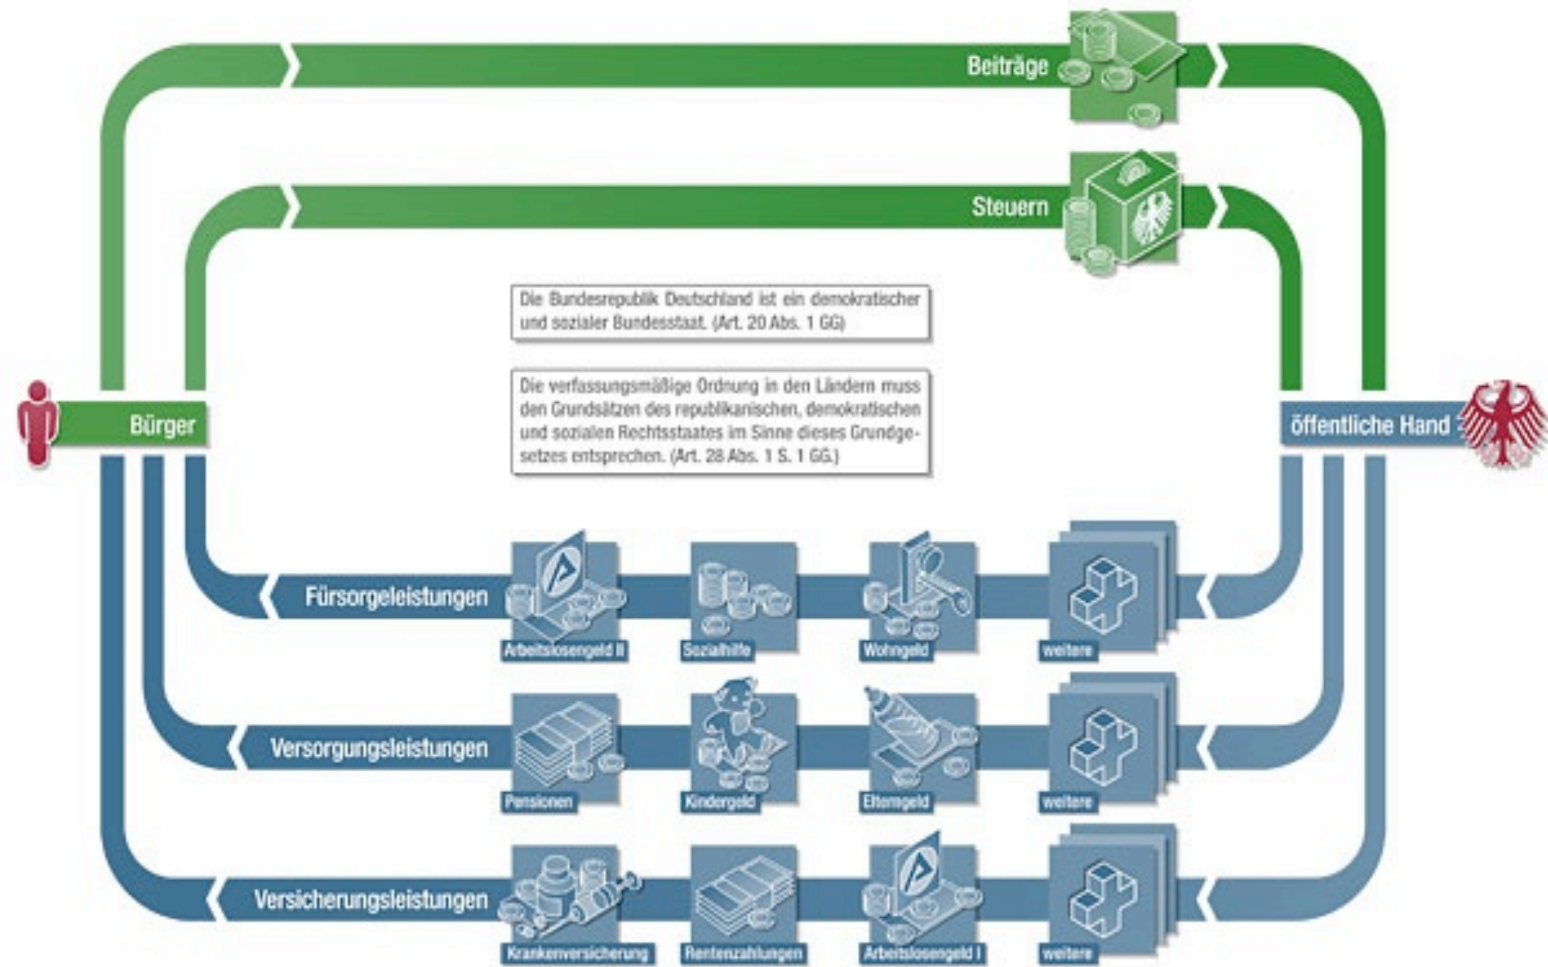 Beiträge
Steuern
Die Bundesrepublik Deutschland ist ein demokratischer
und sozialer Bundesstaat. (Art. 20 Abs. 1 GG)
Die verfassungsmäßige Ordnung in den Ländern muss
den Grundsätzen des republikanischen, demokratischen
und sozialen Rechtsstaates im Sinne dieses Grundge-
setzes entsprechen. (Art. 28 Abs. 1 S. 1 GG.)
Bürger
öffentliche Hand
Fürsorgeleistungen
Arbeitslosengeld II
Sozialhilfe
Wohngeld
weitere
Versorgungsleistungen
Pensionen
Kindergeld
Elterngeld
weitere
Versicherungsleistungen
Krankenversicherung
Rentenzahlungen
Arbeitslosengeld I
weitere